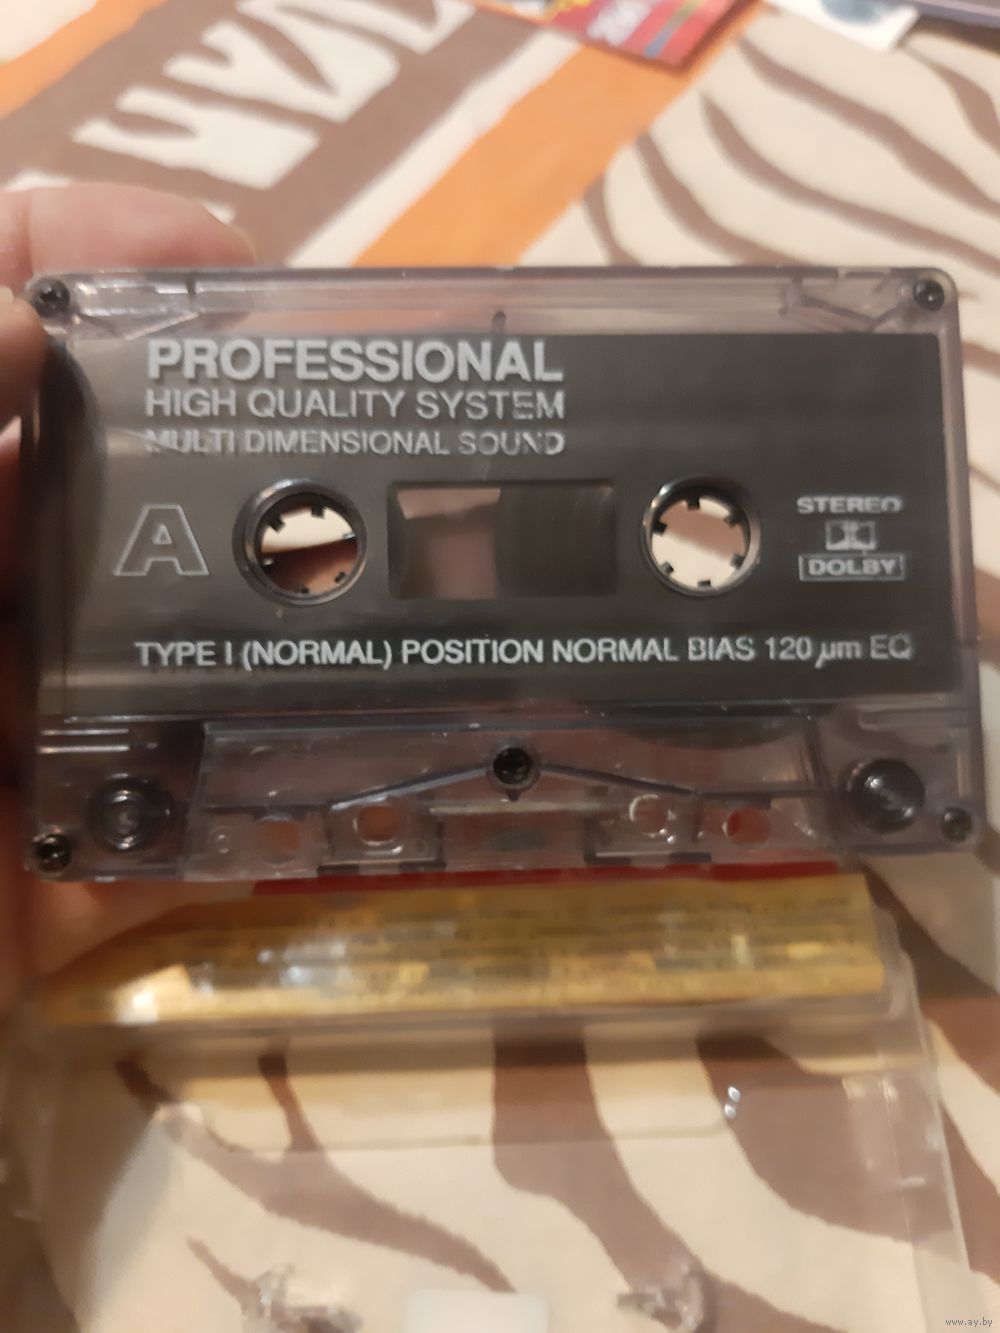 PROFESSIONAL
HIGH QUALITY SYSTEM
MULTI DIMENSIONAL SOUND
A
STEREO
DOLBY
TYPE I (NORMAL) POSITION NORMAL BIAS 120 µm EQ
www.ay.by